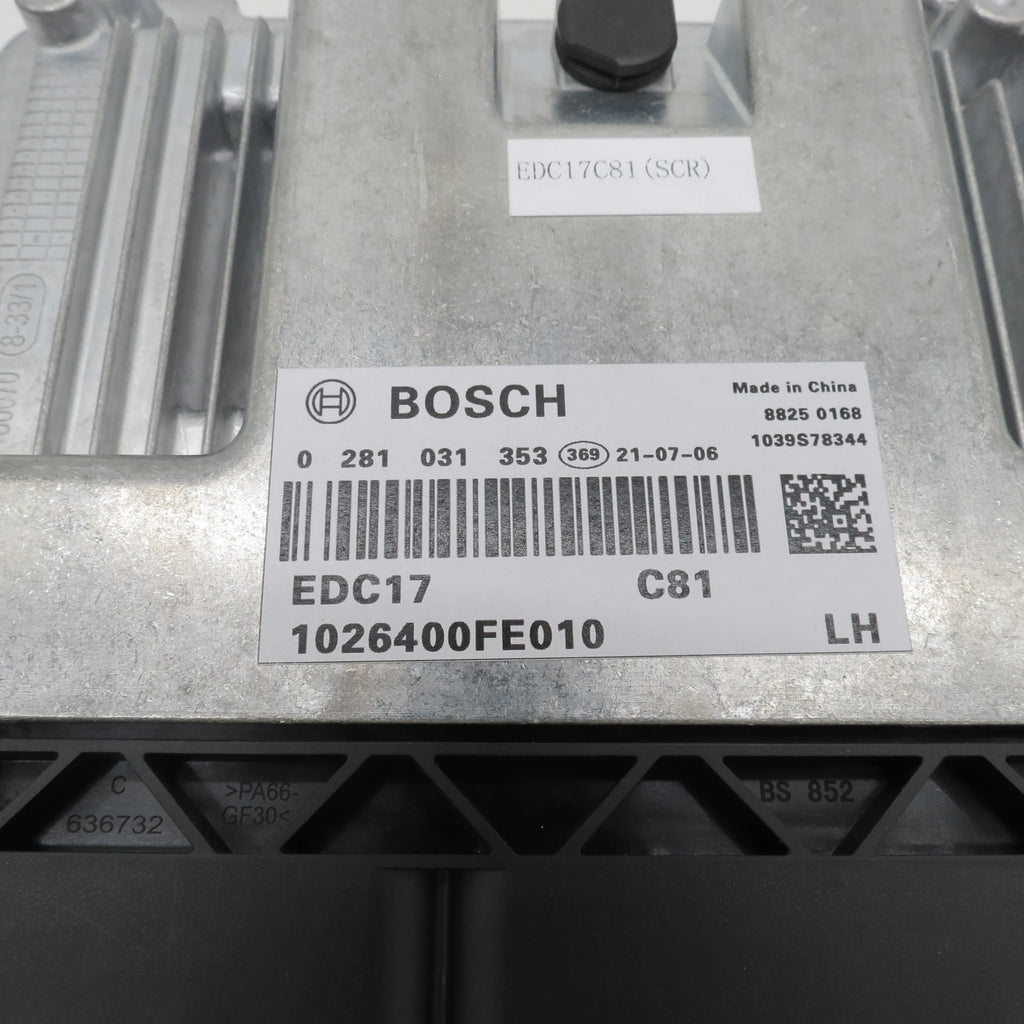 EDC17C81(SCR)
8-33/1
BOSCH
Made in China
8825 0168
1039S78344
0 281 031 353 369 21-07-06
EDC17 C81
1026400FE010
LH
C
636732
>PA66-
GF30<
BS 852